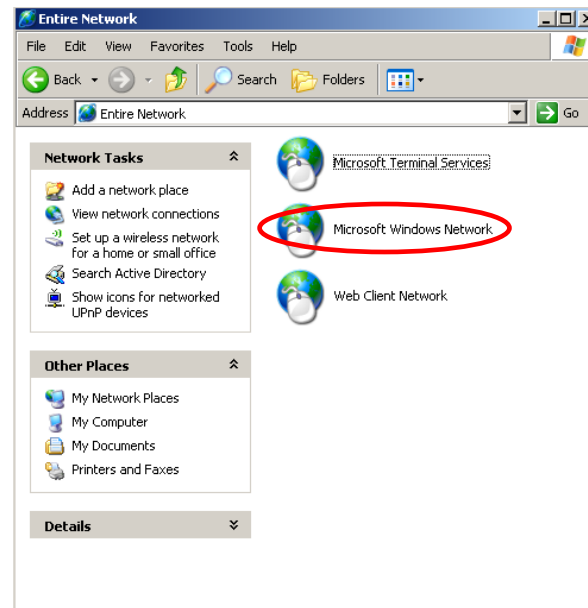 Entire Network
File Edit View Favorites Tools Help
Back Search Folders
Address Entire Network Go
Network Tasks
Add a network place
View network connections
Set up a wireless network
for a home or small office
Search Active Directory
Show icons for networked
UPnP devices
Other Places
My Network Places
My Computer
My Documents
Printers and Faxes
Details
Microsoft Terminal Services
Microsoft Windows Network
Web Client Network